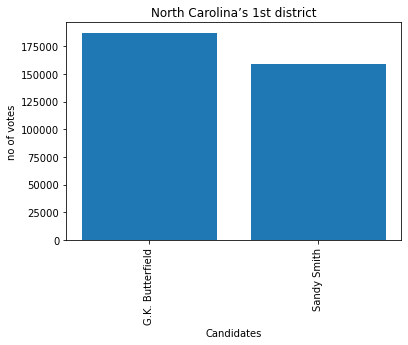 North Carolina’s 1st district
no of votes
175000
150000
125000
100000
75000
50000
25000
0
G.K. Butterfield
Sandy Smith
Candidates